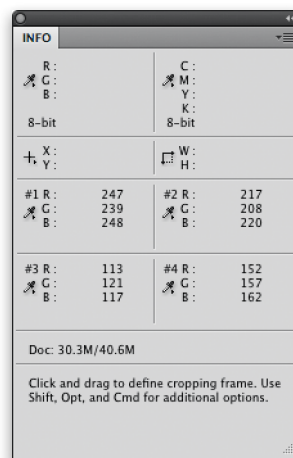 INFO
R :
G :
B :
8-bit
C :
M :
Y :
K :
8-bit
X :
Y :
W :
H :
#1 R : 247
G : 239
B : 248
#2 R : 217
G : 208
B : 220
#3 R : 113
G : 121
B : 117
#4 R : 152
G : 157
B : 162
Doc: 30.3M/40.6M
Click and drag to define cropping frame. Use
Shift, Opt, and Cmd for additional options.